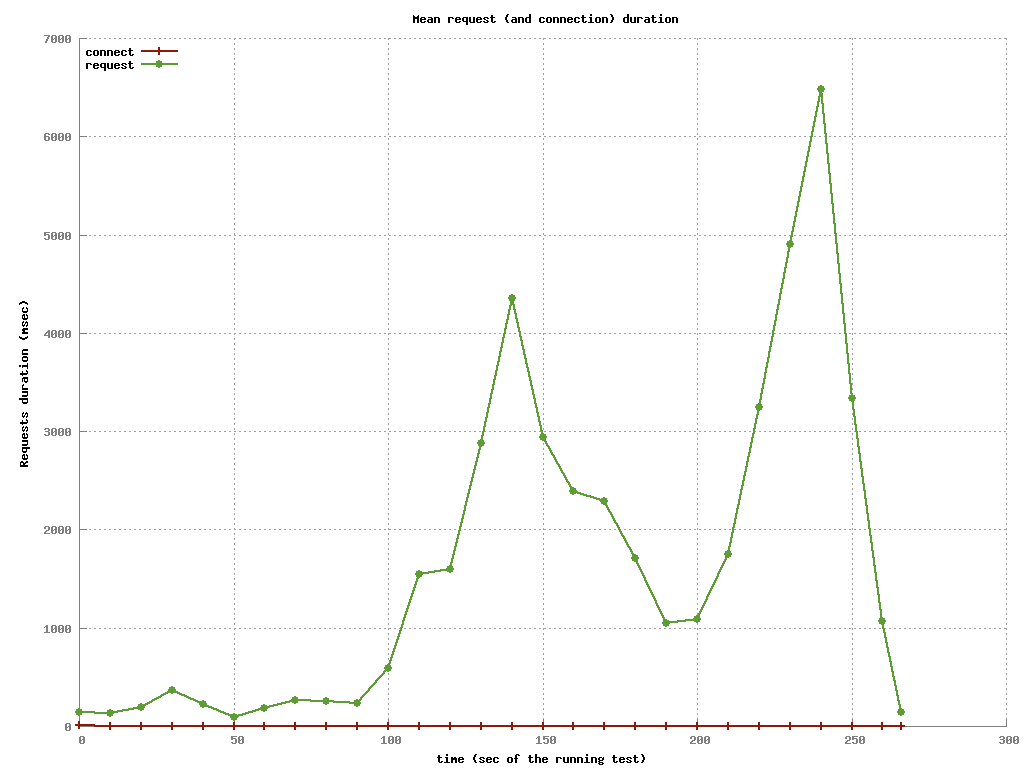 Mean request (and connection) duration
7000
connect
request
6000
5000
4000
3000
2000
1000
0
Requests duration (msec)
0 50 100 150 200 250 300
time (sec of the running test)